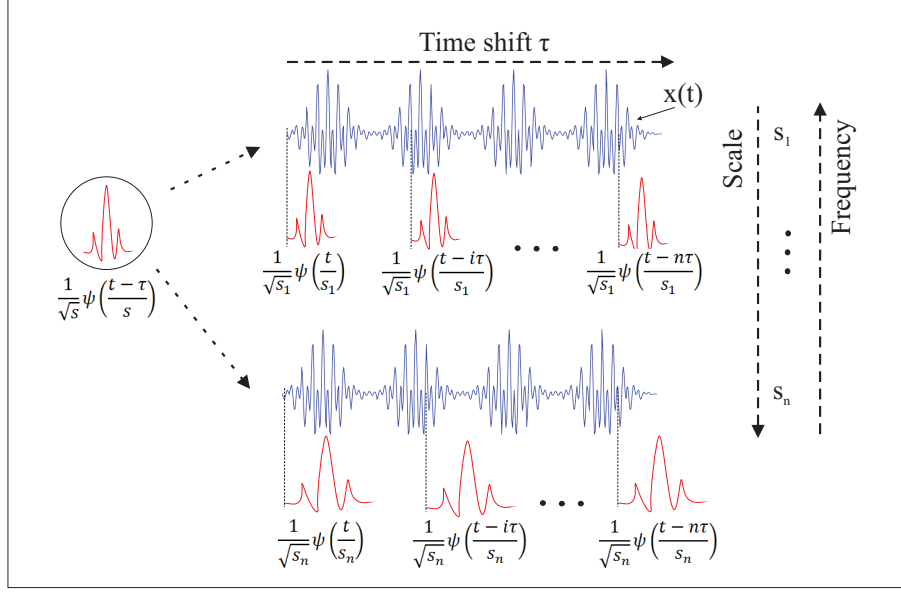 Time shift τ
x(t)
Scale
s₁
Frequency
1/√s ψ((t − τ)/s)
1/√s₁ ψ(t/s₁)
1/√s₁ ψ((t − iτ)/s₁)
• • •
1/√s₁ ψ((t − nτ)/s₁)
sₙ
1/√sₙ ψ(t/sₙ)
1/√sₙ ψ((t − iτ)/sₙ)
• • •
1/√sₙ ψ((t − nτ)/sₙ)